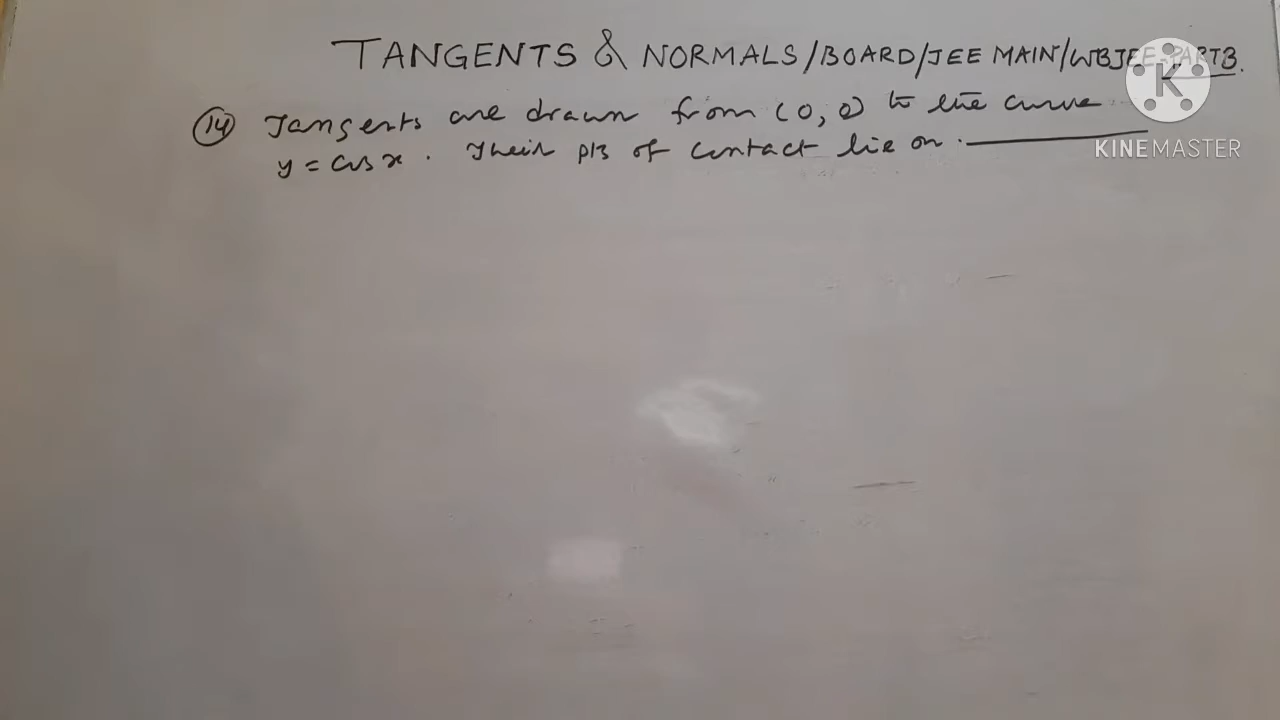 TANGENTS & NORMALS/BOARD/JEE MAIN/WBJEE-PART3.
(14) Tangents are drawn from (0,0) to the curve
y = cos x. Their pts of contact lie on.
K
KINEMASTER